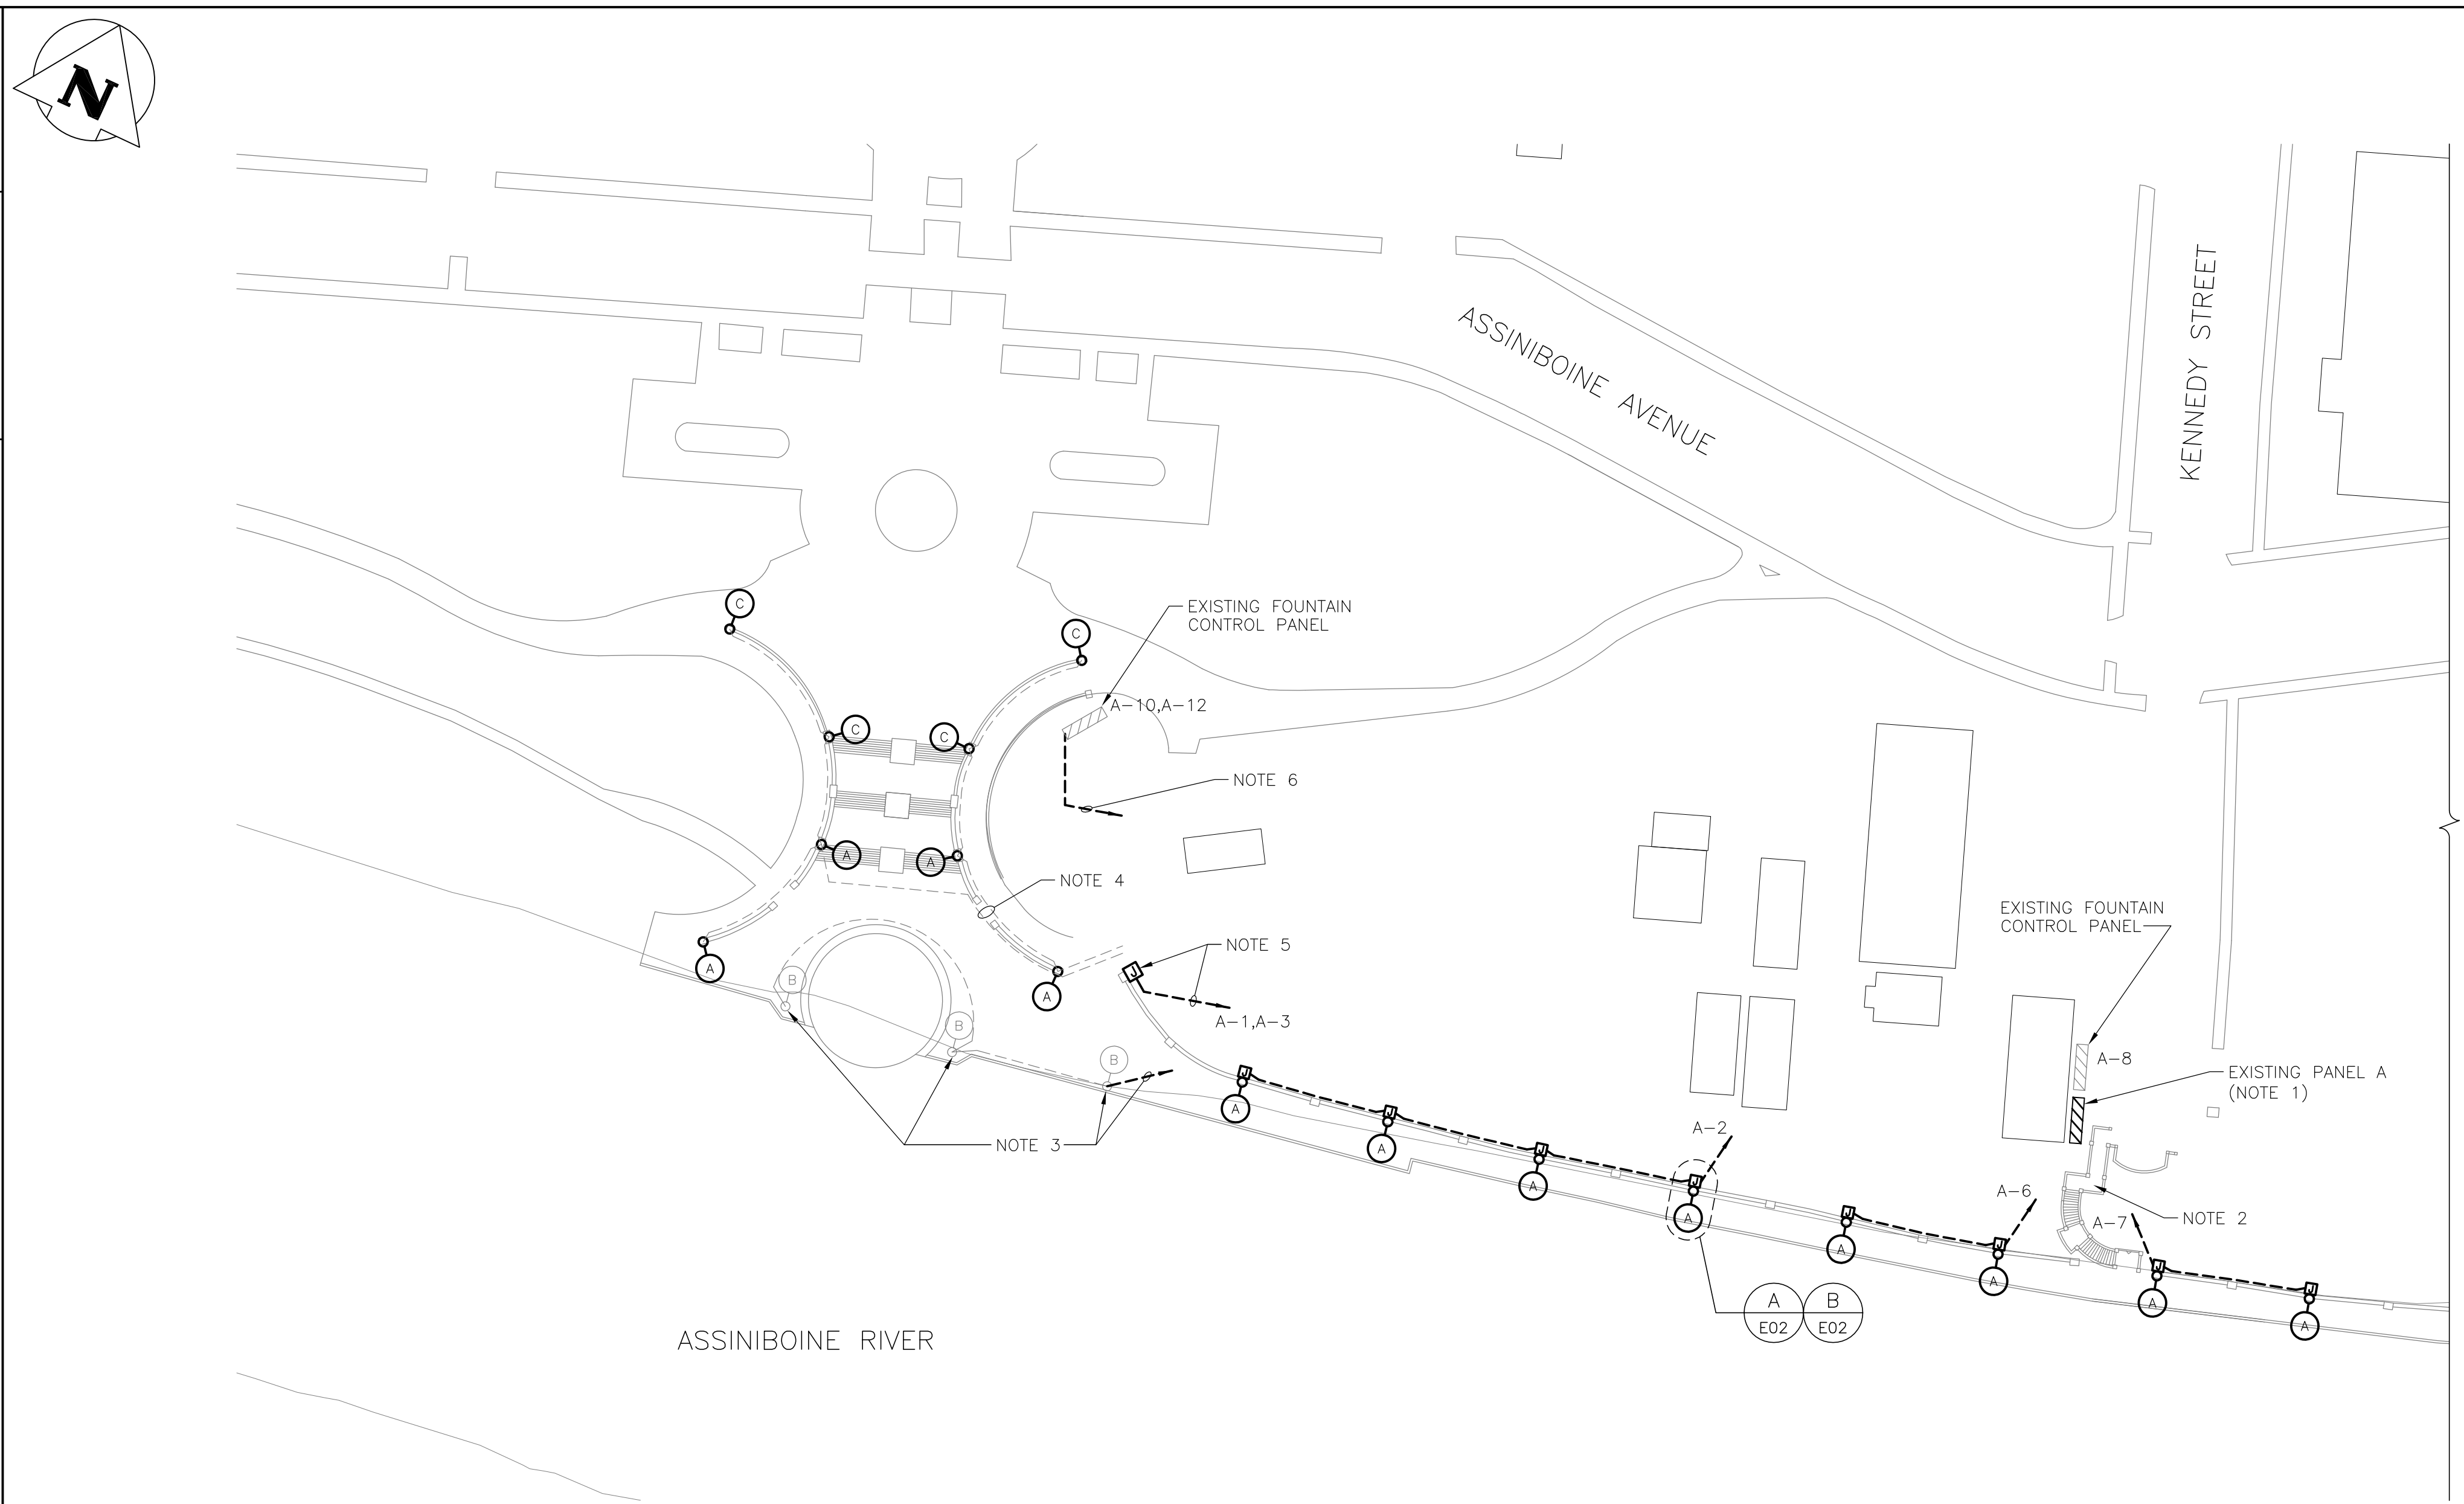 N
ASSINIBOINE AVENUE
KENNEDY STREET
C
C
EXISTING FOUNTAIN
CONTROL PANEL
A-10,A-12
C
C
NOTE 6
A
A
NOTE 4
EXISTING FOUNTAIN
CONTROL PANEL
NOTE 5
A
B
J
A
A-1,A-3
B
B
A-8
EXISTING PANEL A
(NOTE 1)
NOTE 3
J
A
J
A
J
A
A-2
J
A
J
A
A-6
J
A
A-7
NOTE 2
J
A
J
A
A
E02
B
E02
ASSINIBOINE RIVER